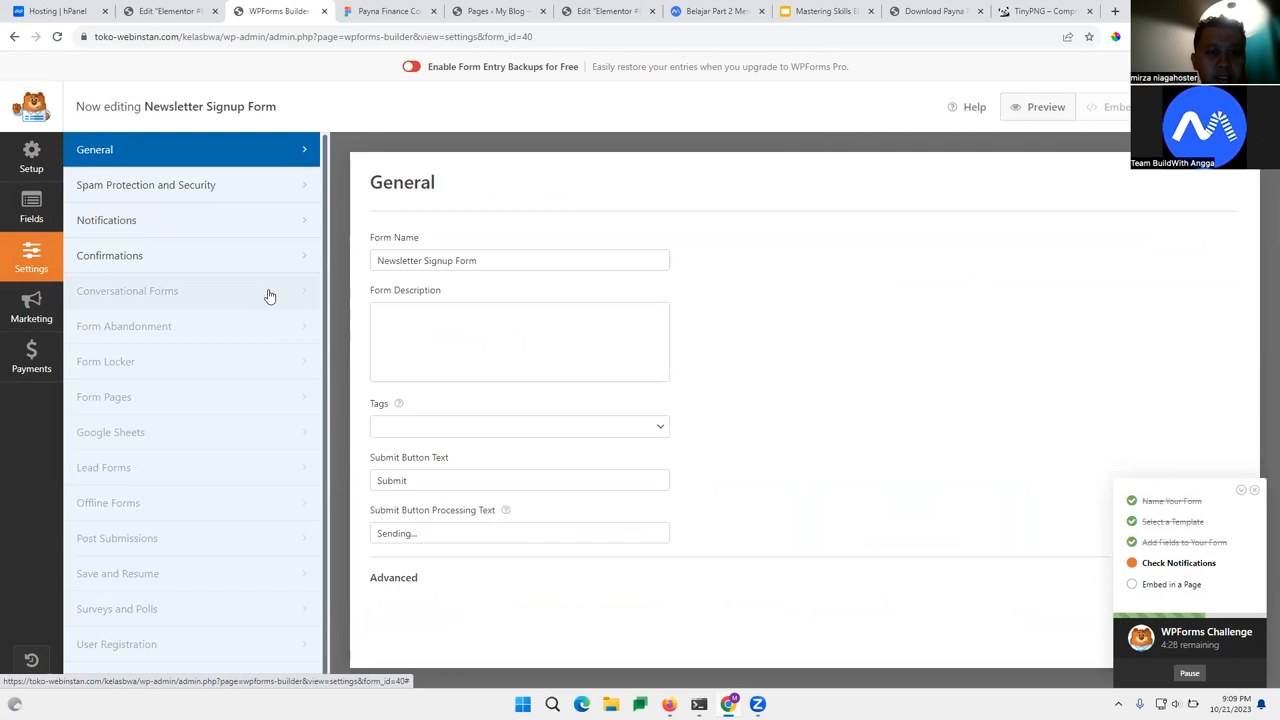 Hosting | hPanel
Edit "Elementor #
WPForms Builder
Payna Finance Co
Pages ‹ My Blog —
Edit "Elementor #
Belajar Part 2 Me
Mastering Skills E
Download Payna
TinyPNG – Comp
toko-webinstan.com/kelasbwa/wp-admin/admin.php?page=wpforms-builder&view=settings&form_id=40
Enable Form Entry Backups for Free
Easily restore your entries when you upgrade to WPForms Pro.
mirza niagahoster
Now editing Newsletter Signup Form
Help
Preview
Embe
Team BuildWith Angga
Setup
Fields
Settings
Marketing
Payments
General
Spam Protection and Security
Notifications
Confirmations
Conversational Forms
Form Abandonment
Form Locker
Form Pages
Google Sheets
Lead Forms
Offline Forms
Post Submissions
Save and Resume
Surveys and Polls
User Registration
General
Form Name
Newsletter Signup Form
Form Description
Tags
Submit Button Text
Submit
Submit Button Processing Text
Sending...
Advanced
Name Your Form
Select a Template
Add Fields to Your Form
Check Notifications
Embed in a Page
WPForms Challenge
4:28 remaining
Pause
https://toko-webinstan.com/kelasbwa/wp-admin/admin.php?page=wpforms-builder&view=settings&form_id=40#
9:09 PM
10/21/2023